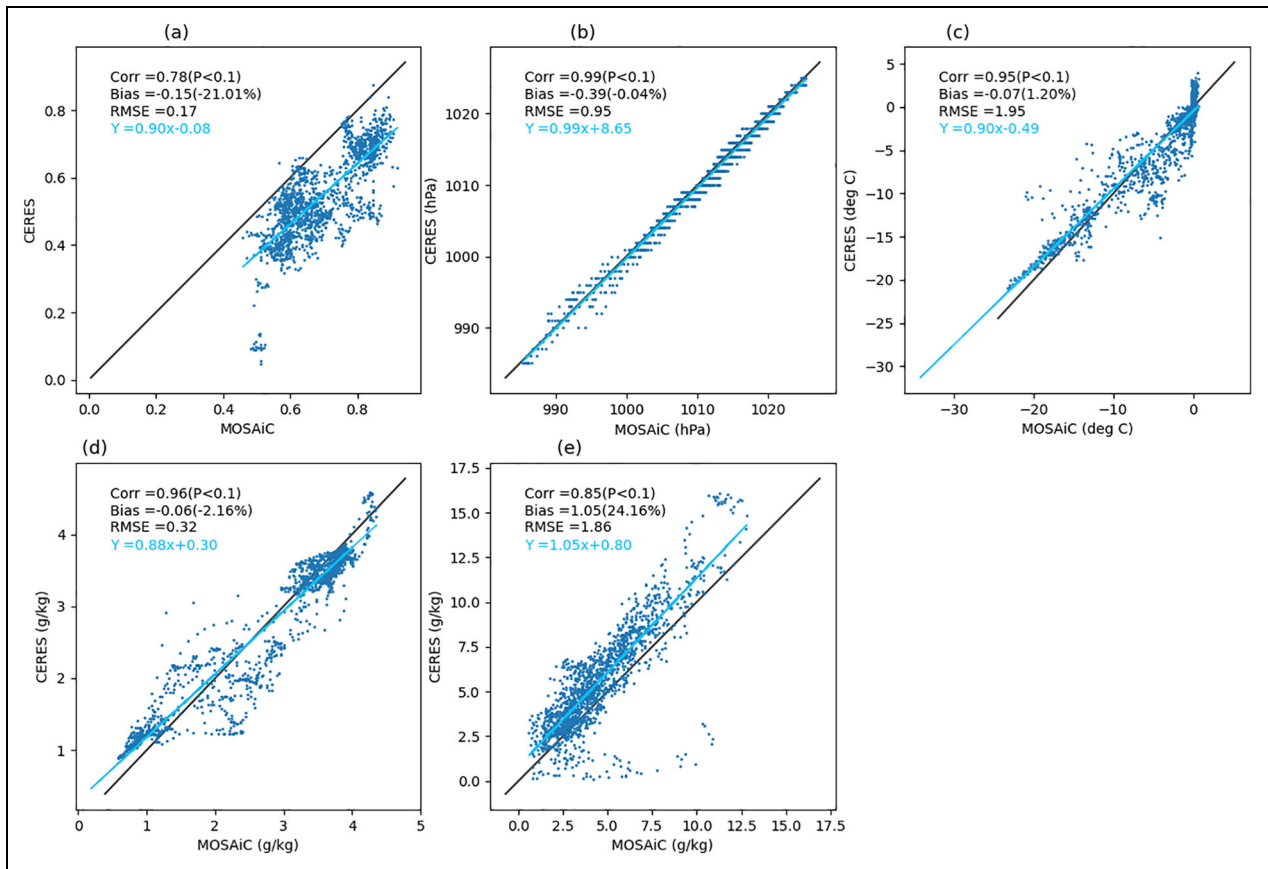 (a)
Corr =0.78(P<0.1)
Bias =-0.15(-21.01%)
RMSE =0.17
Y =0.90x-0.08
CERES
0.8
0.6
0.4
0.2
0.0
0.0 0.2 0.4 0.6 0.8
MOSAiC
(b)
Corr =0.99(P<0.1)
Bias =-0.39(-0.04%)
RMSE =0.95
Y =0.99x+8.65
CERES (hPa)
1020
1010
1000
990
990 1000 1010 1020
MOSAiC (hPa)
(c)
Corr =0.95(P<0.1)
Bias =-0.07(1.20%)
RMSE =1.95
Y =0.90x-0.49
CERES (deg C)
5
0
−5
−10
−15
−20
−25
−30
−30 −20 −10 0
MOSAiC (deg C)
(d)
Corr =0.96(P<0.1)
Bias =-0.06(-2.16%)
RMSE =0.32
Y =0.88x+0.30
CERES (g/kg)
4
3
2
1
0 1 2 3 4 5
MOSAiC (g/kg)
(e)
Corr =0.85(P<0.1)
Bias =1.05(24.16%)
RMSE =1.86
Y =1.05x+0.80
CERES (g/kg)
17.5
15.0
12.5
10.0
7.5
5.0
2.5
0.0
0.0 2.5 5.0 7.5 10.0 12.5 15.0 17.5
MOSAiC (g/kg)